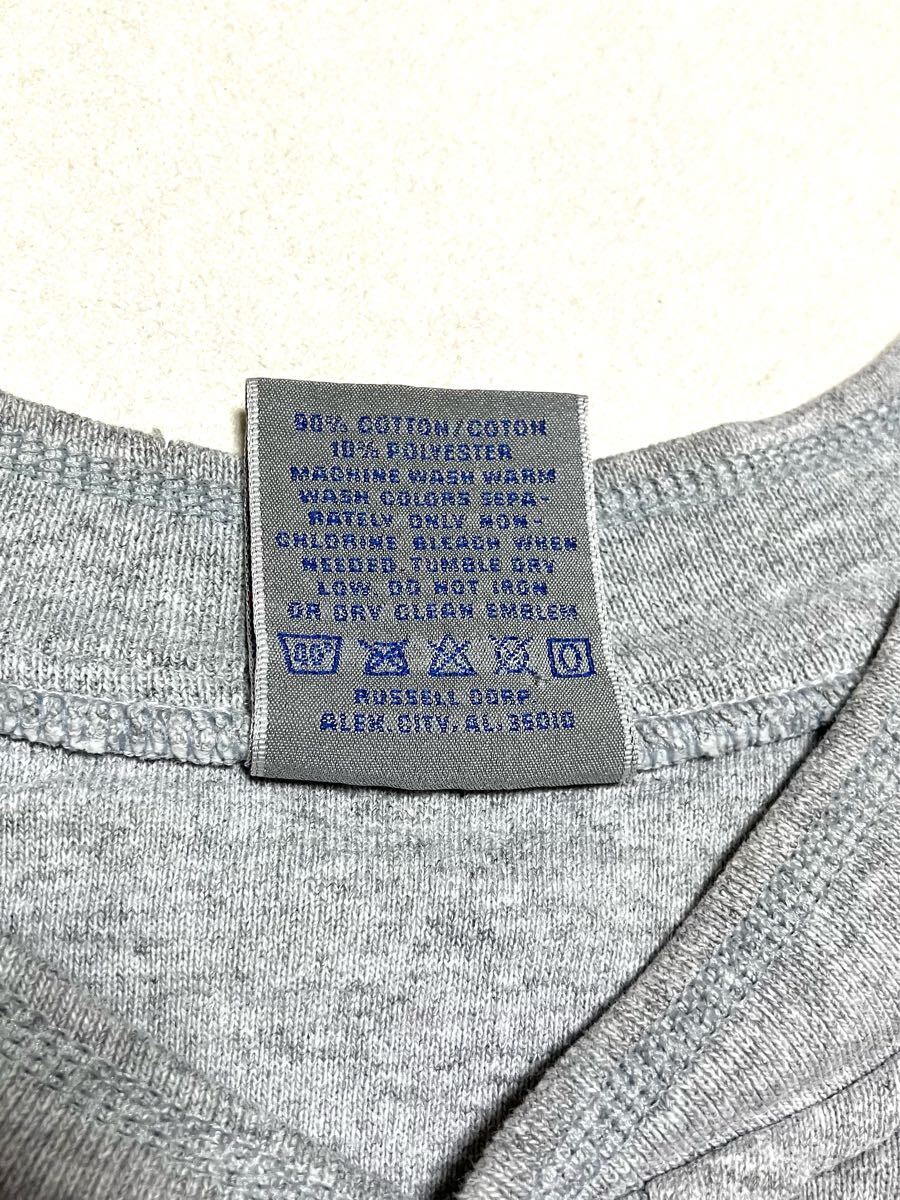 90% COTTON/COTON
10% POLYESTER
MACHINE WASH WARM
WASH COLORS SEPA-
RATELY. ONLY NON-
CHLORINE BLEACH WHEN
NEEDED. TUMBLE DRY
LOW. DO NOT IRON
OR DRY CLEAN EMBLEM
RUSSELL CORP
ALEX. CITY, AL. 35010